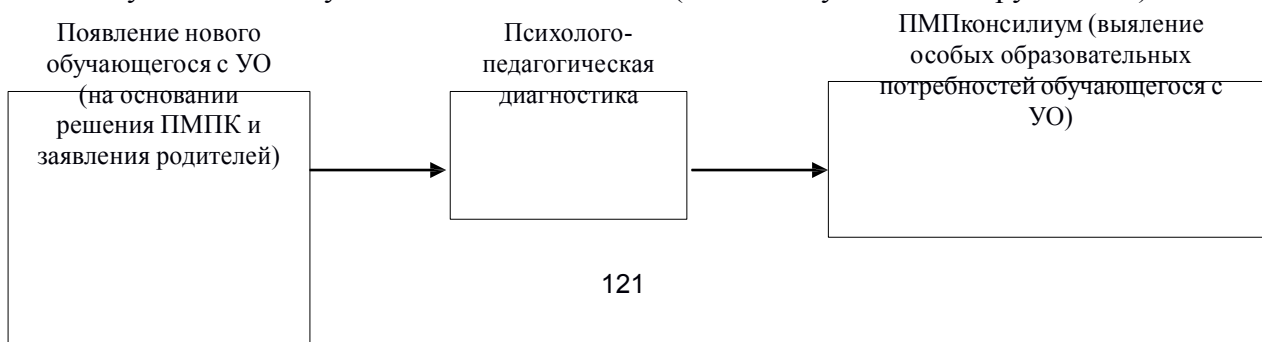 Появление нового
обучающегося с УО
(на основании
решения ПМПК и
заявления родителей)
Психолого-
педагогическая
диагностика
ПМПконсилиум (выяление
особых образовательных
потребностей обучающегося с
УО)
121